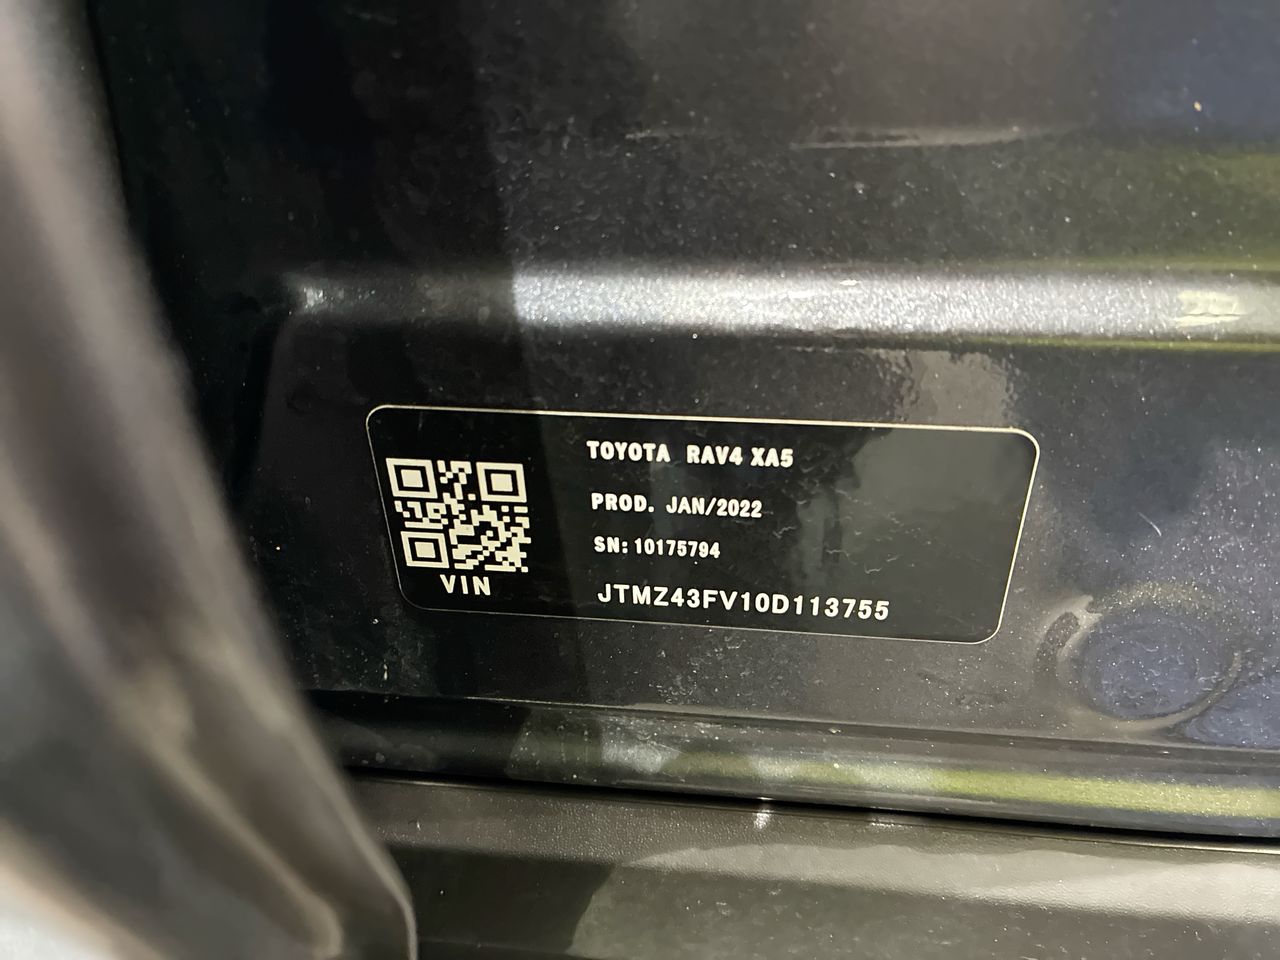 TOYOTA RAV4 XA5
PROD. JAN/2022
SN:10175794
VIN
JTMZ43FV10D113755